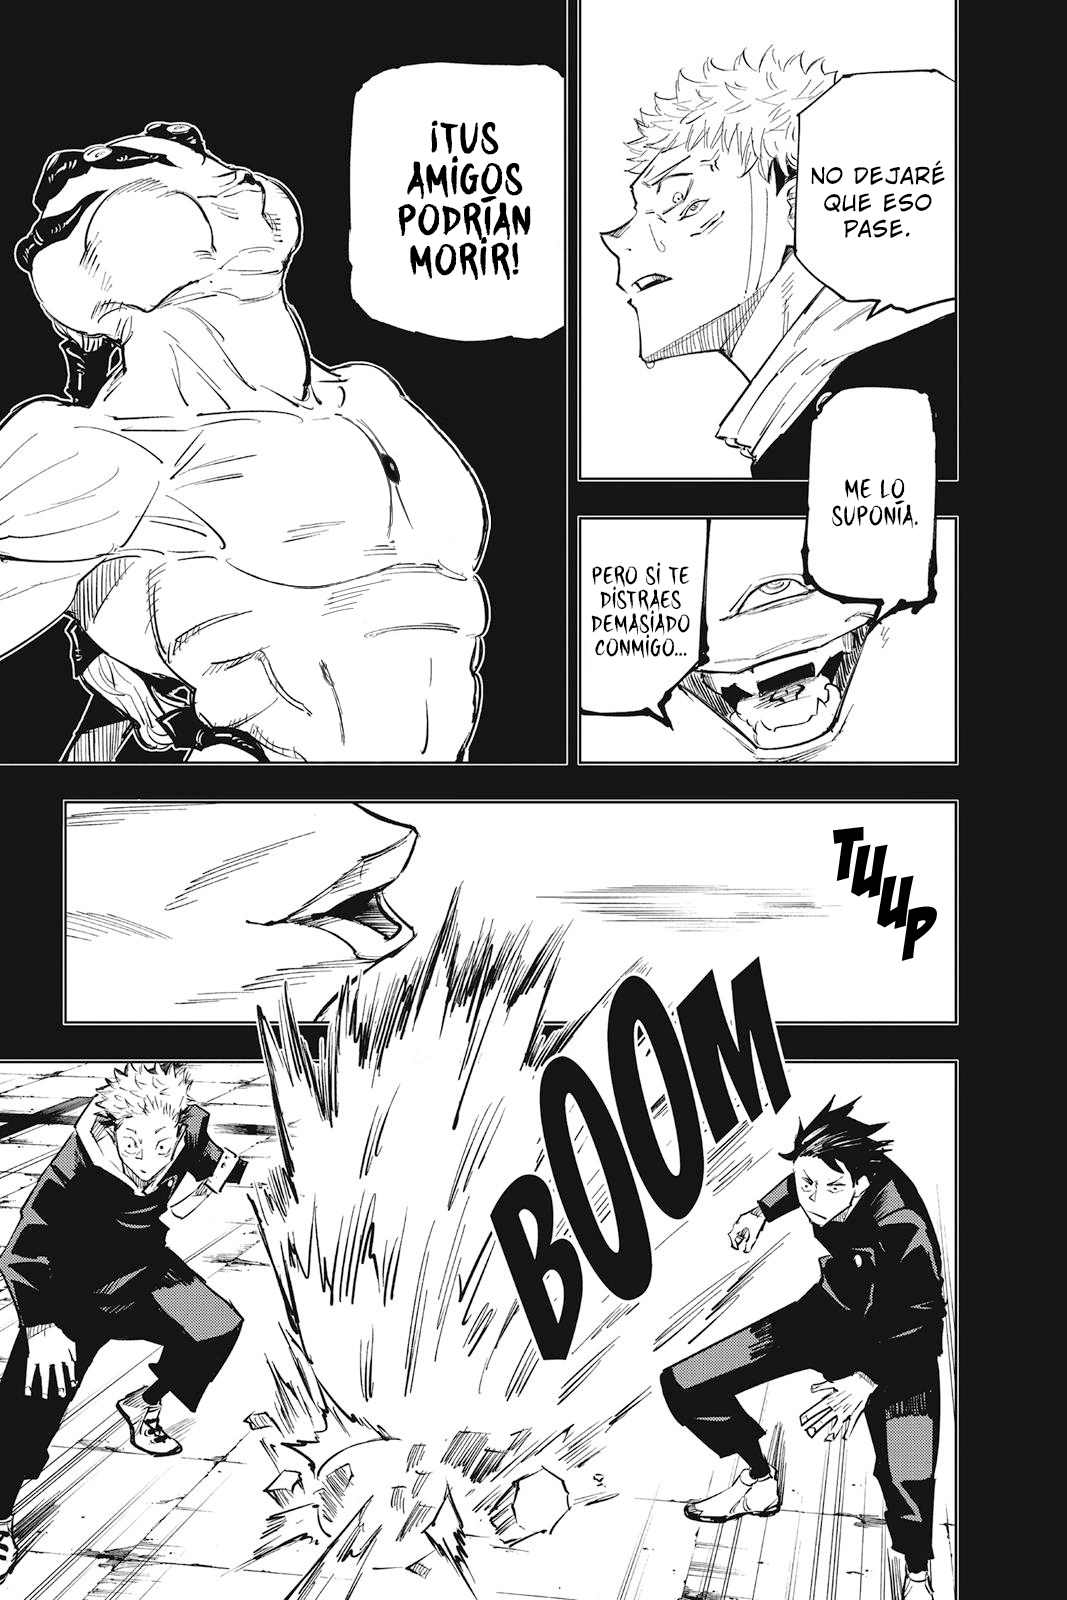 NO DEJARÉ
QUE ESO
PASE.
ME LO
SUPONÍA.
PERO SI TE
DISTRAES
DEMASIADO
CONMIGO...
¡TUS
AMIGOS
PODRÍAN
MORIR!
TUUP
BOOM